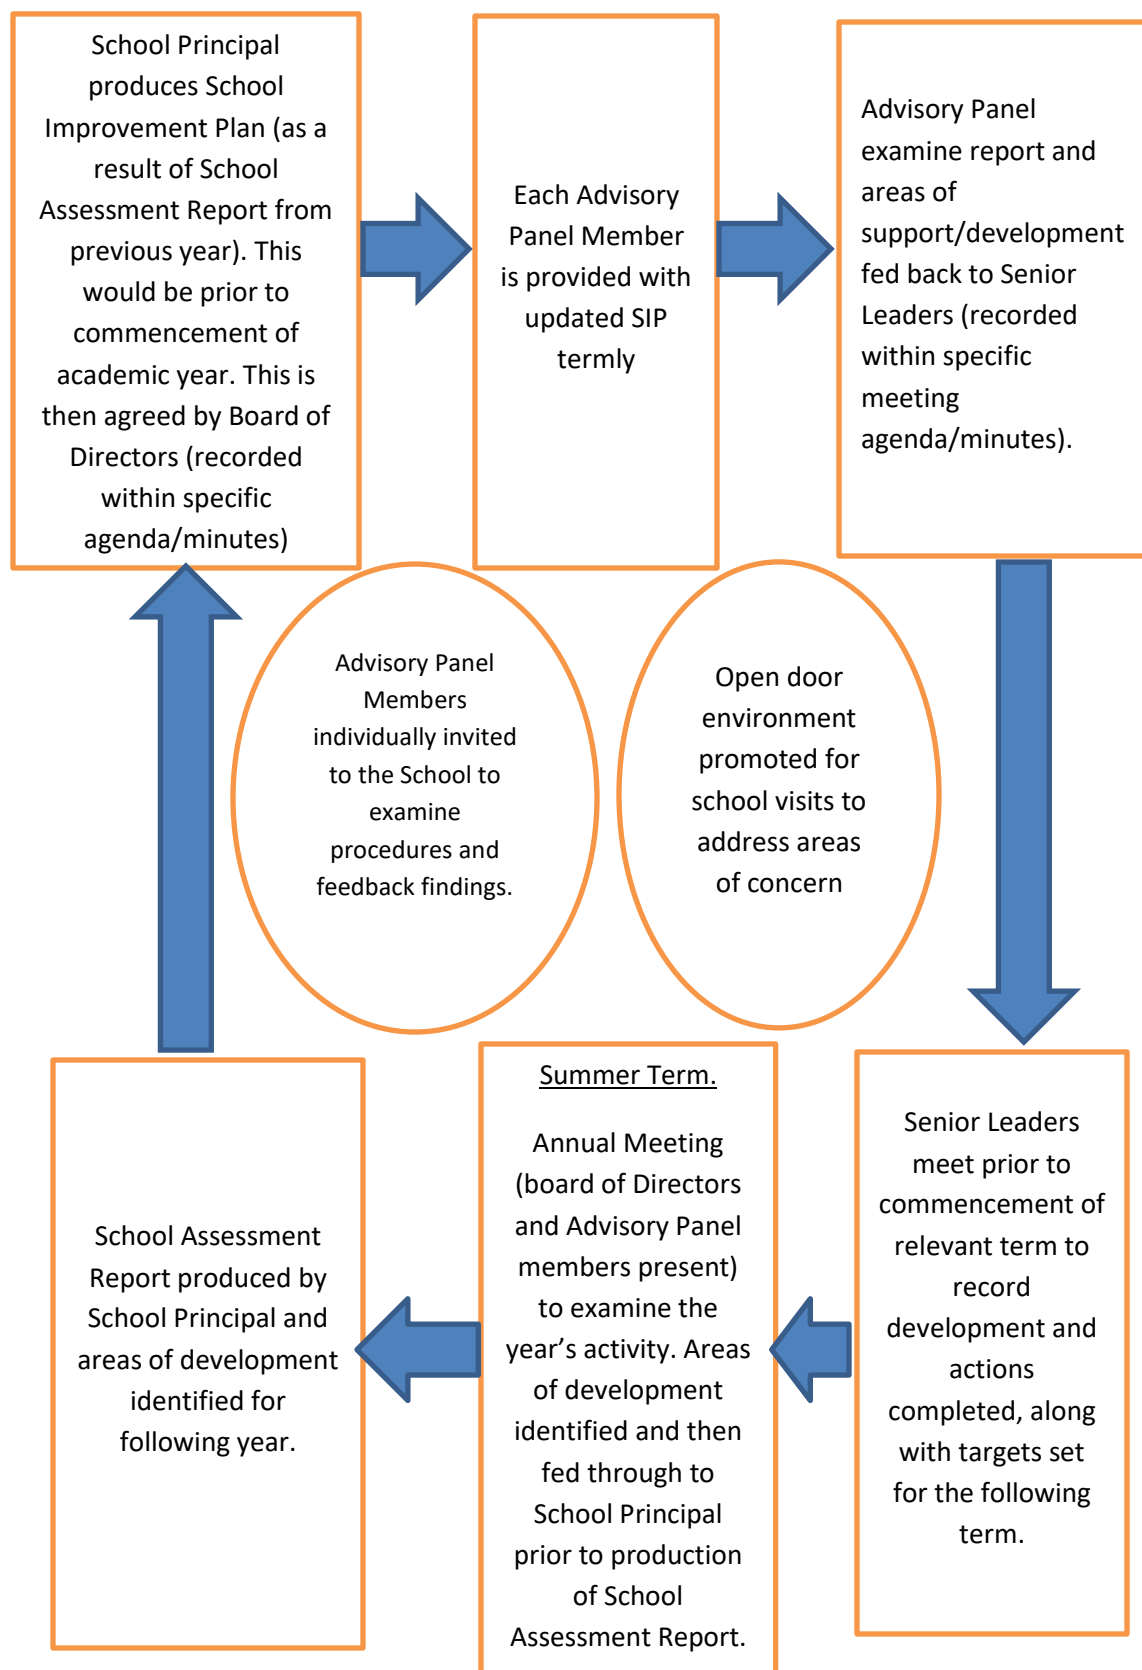 School Principal
produces School
Improvement Plan (as a
result of School
Assessment Report from
previous year). This
would be prior to
commencement of
academic year. This is
then agreed by Board of
Directors (recorded
within specific
agenda/minutes)
Each Advisory
Panel Member
is provided with
updated SIP
termly
Advisory Panel
examine report and
areas of
support/development
fed back to Senior
Leaders (recorded
within specific
meeting
agenda/minutes).
Advisory Panel
Members
individually invited
to the School to
examine
procedures and
feedback findings.
Open door
environment
promoted for
school visits to
address areas
of concern
Senior Leaders
meet prior to
commencement of
relevant term to
record
development and
actions
completed, along
with targets set
for the following
term.
Summer Term.
Annual Meeting
(board of Directors
and Advisory Panel
members present)
to examine the
year’s activity. Areas
of development
identified and then
fed through to
School Principal
prior to production
of School
Assessment Report.
School Assessment
Report produced by
School Principal and
areas of development
identified for
following year.